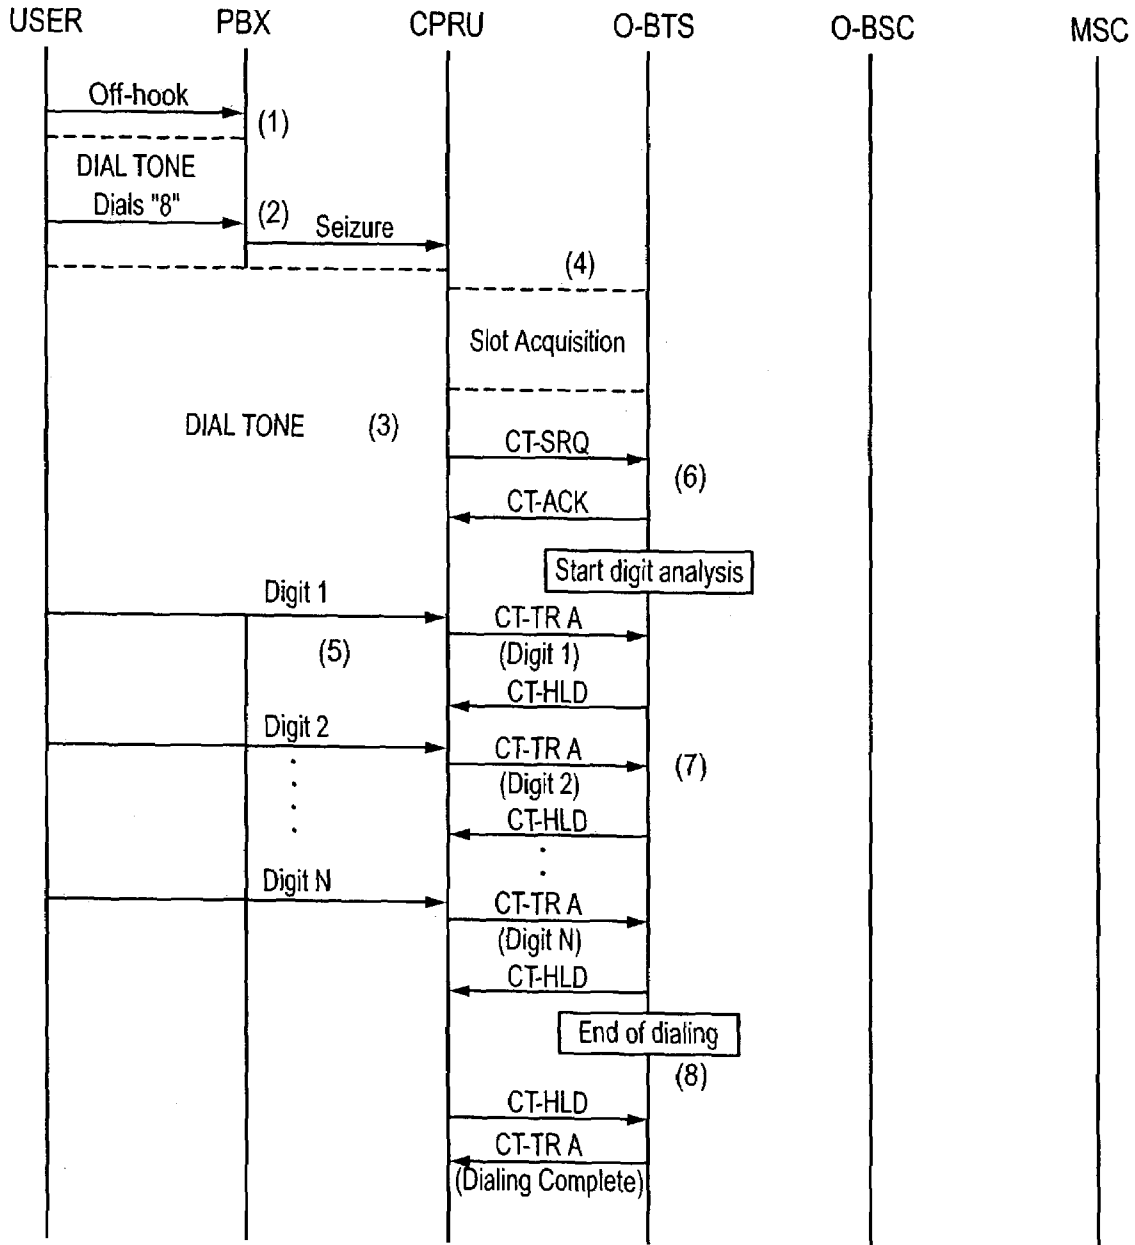 USER PBX CPRU O-BTS O-BSC MSC
Off-hook
(1)
DIAL TONE
Dials "8"
(2)
Seizure
(4)
Slot Acquisition
DIAL TONE (3)
CT-SRQ
(6)
CT-ACK
Start digit analysis
Digit 1
CT-TR A
(Digit 1)
(5)
CT-HLD
Digit 2
CT-TR A
(7)
(Digit 2)
CT-HLD
Digit N
CT-TR A
(Digit N)
CT-HLD
End of dialing
(8)
CT-HLD
CT-TR A
(Dialing Complete)